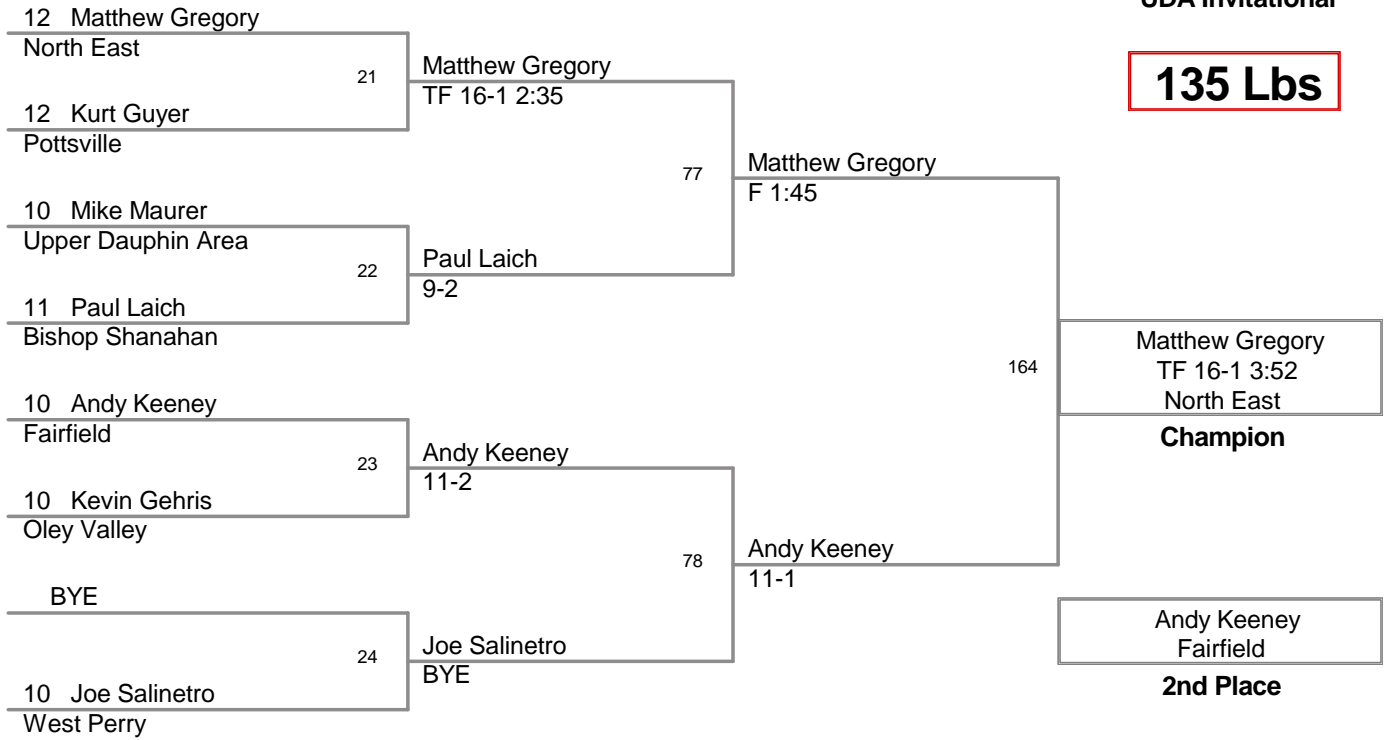 UDA Invitational
135 Lbs
12 Matthew Gregory
North East
21
12 Kurt Guyer
Pottsville
Matthew Gregory
TF 16-1 2:35
10 Mike Maurer
Upper Dauphin Area
22
11 Paul Laich
Bishop Shanahan
Paul Laich
9-2
77
Matthew Gregory
F 1:45
10 Andy Keeney
Fairfield
23
10 Kevin Gehris
Oley Valley
Andy Keeney
11-2
BYE
24
10 Joe Salinetro
West Perry
Joe Salinetro
BYE
78
Andy Keeney
11-1
164
Matthew Gregory
TF 16-1 3:52
North East
Champion
Andy Keeney
Fairfield
2nd Place